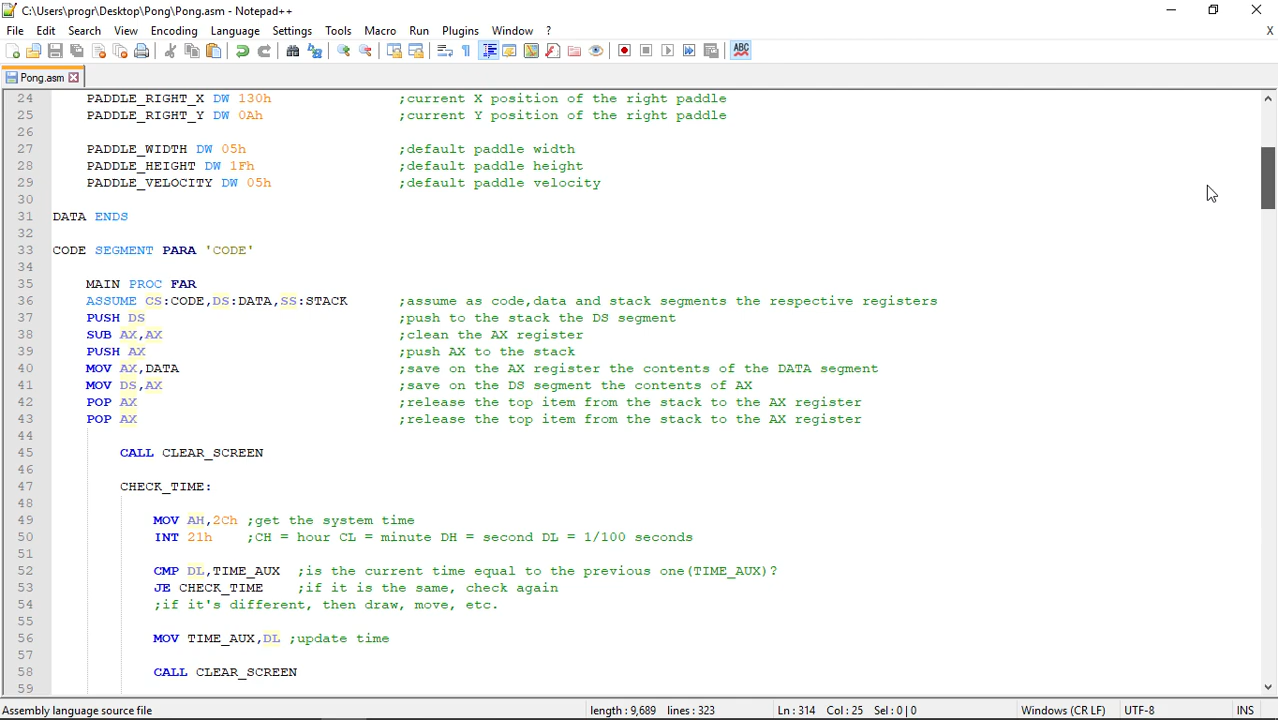 C:\Users\progr\Desktop\Pong\Pong.asm - Notepad++
File Edit Search View Encoding Language Settings Tools Macro Run Plugins Window ? X
ABC
Pong.asm
24 PADDLE_RIGHT_X DW 130h ;current X position of the right paddle
25 PADDLE_RIGHT_Y DW 0Ah ;current Y position of the right paddle
26
27 PADDLE_WIDTH DW 05h ;default paddle width
28 PADDLE_HEIGHT DW 1Fh ;default paddle height
29 PADDLE_VELOCITY DW 05h ;default paddle velocity
30
31 DATA ENDS
32
33 CODE SEGMENT PARA 'CODE'
34
35 MAIN PROC FAR
36 ASSUME CS:CODE,DS:DATA,SS:STACK ;assume as code,data and stack segments the respective registers
37 PUSH DS ;push to the stack the DS segment
38 SUB AX,AX ;clean the AX register
39 PUSH AX ;push AX to the stack
40 MOV AX,DATA ;save on the AX register the contents of the DATA segment
41 MOV DS,AX ;save on the DS segment the contents of AX
42 POP AX ;release the top item from the stack to the AX register
43 POP AX ;release the top item from the stack to the AX register
44
45 CALL CLEAR_SCREEN
46
47 CHECK_TIME:
48
49 MOV AH,2Ch ;get the system time
50 INT 21h ;CH = hour CL = minute DH = second DL = 1/100 seconds
51
52 CMP DL,TIME_AUX ;is the current time equal to the previous one(TIME_AUX)?
53 JE CHECK_TIME ;if it is the same, check again
54 ;if it's different, then draw, move, etc.
55
56 MOV TIME_AUX,DL ;update time
57
58 CALL CLEAR_SCREEN
59
Assembly language source file length : 9,689 lines : 323 Ln : 314 Col : 25 Sel : 0 | 0 Windows (CR LF) UTF-8 INS